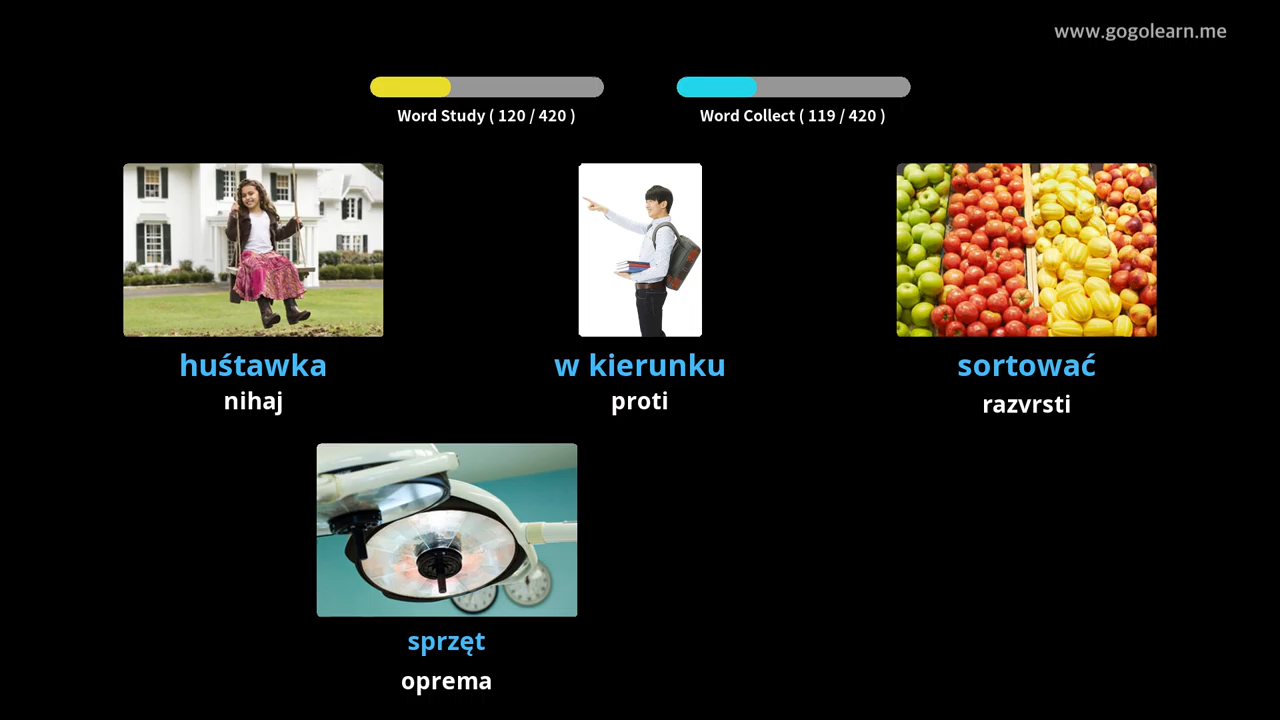 www.gogolearn.me
Word Study ( 120 / 420 )
Word Collect ( 119 / 420 )
huśtawka
nihaj
w kierunku
proti
sortować
razvrsti
sprzęt
oprema